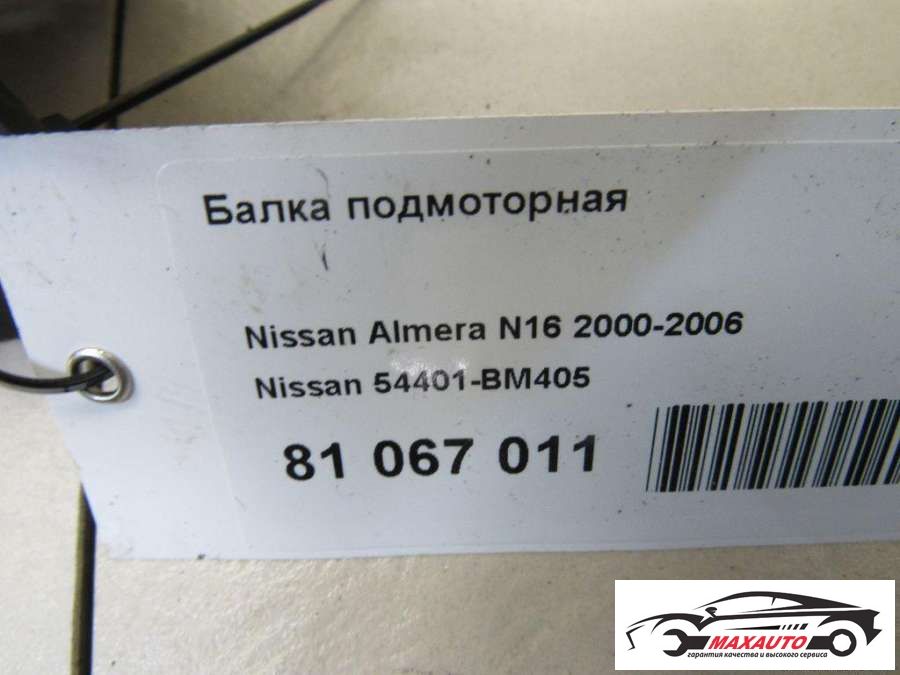 Балка подмоторная
Nissan Almera N16 2000-2006
Nissan 54401-BM405
81 067 011
MAXAUTO
гарантия качества и высокого сервиса